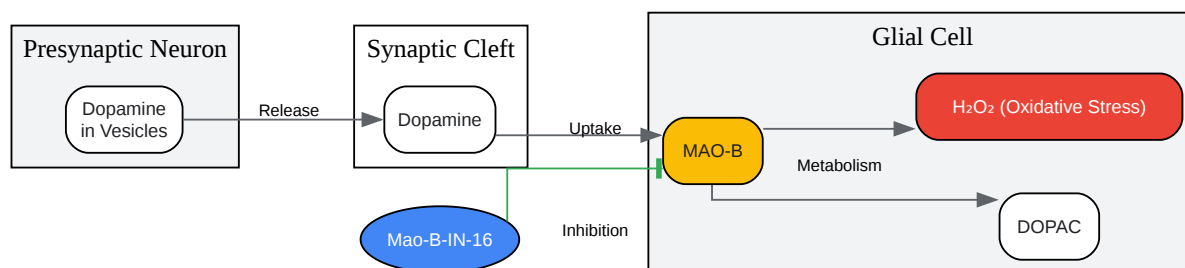 Presynaptic Neuron
Dopamine
in Vesicles
Release
Synaptic Cleft
Dopamine
Uptake
Glial Cell
MAO-B
H₂O₂ (Oxidative Stress)
Metabolism
DOPAC
Mao-B-IN-16
Inhibition